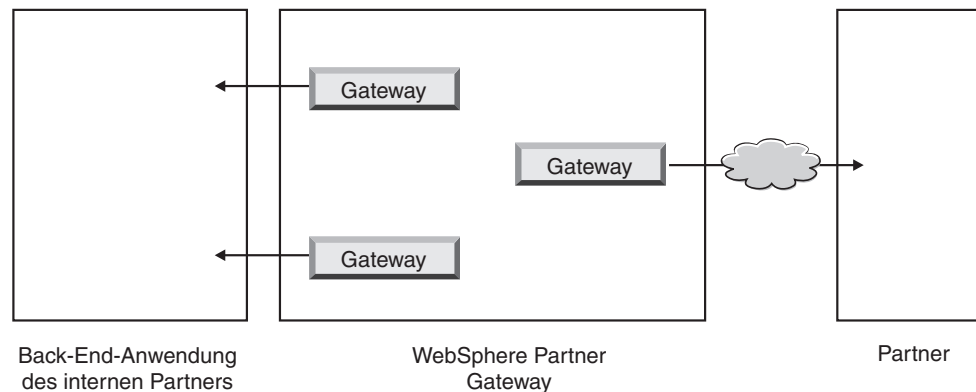 Gateway
Gateway
Gateway
Back-End-Anwendung
des internen Partners
WebSphere Partner
Gateway
Partner